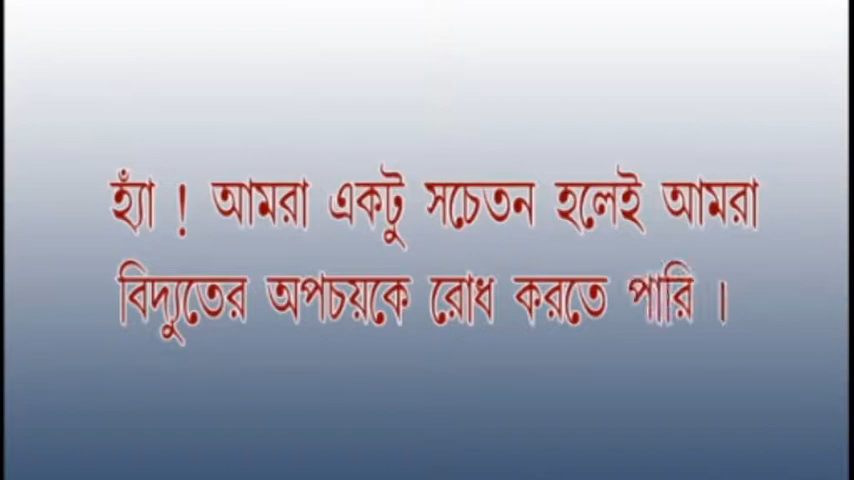 হ্যাঁ ! আমরা একটু সচেতন হলেই আমরা
বিদ্যুতের অপচয়কে রোধ করতে পারি ।